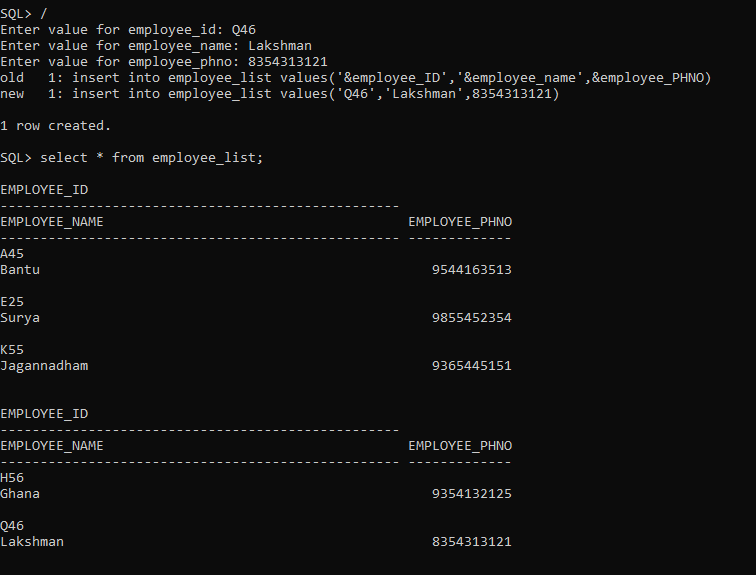 SQL> /
Enter value for employee_id: Q46
Enter value for employee_name: Lakshman
Enter value for employee_phno: 8354313121
old   1: insert into employee_list values('&employee_ID','&employee_name',&employee_PHNO)
new   1: insert into employee_list values('Q46','Lakshman',8354313121)
1 row created.
SQL> select * from employee_list;
EMPLOYEE_ID
--------------------------------------------------
EMPLOYEE_NAME                                      EMPLOYEE_PHNO
-------------------------------------------------- -------------
A45
Bantu                                                 9544163513
E25
Surya                                                 9855452354
K55
Jagannadham                                           9365445151
EMPLOYEE_ID
--------------------------------------------------
EMPLOYEE_NAME                                      EMPLOYEE_PHNO
-------------------------------------------------- -------------
H56
Ghana                                                 9354132125
Q46
Lakshman                                              8354313121